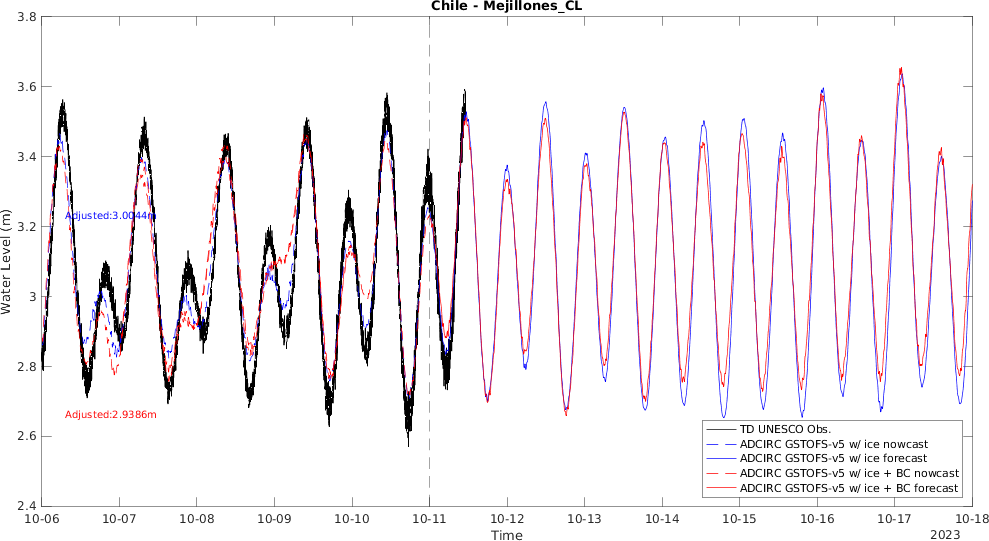 Chile - Mejillones_CL
3.8
3.6
3.4
3.2
3
2.8
2.6
2.4
Water Level (m)
Adjusted:3.0044m
Adjusted:2.9386m
TD UNESCO Obs.
ADCIRC GSTOFS-v5 w/ ice nowcast
ADCIRC GSTOFS-v5 w/ ice forecast
ADCIRC GSTOFS-v5 w/ ice + BC nowcast
ADCIRC GSTOFS-v5 w/ ice + BC forecast
10-06 10-07 10-08 10-09 10-10 10-11 10-12 10-13 10-14 10-15 10-16 10-17 10-18
Time
2023